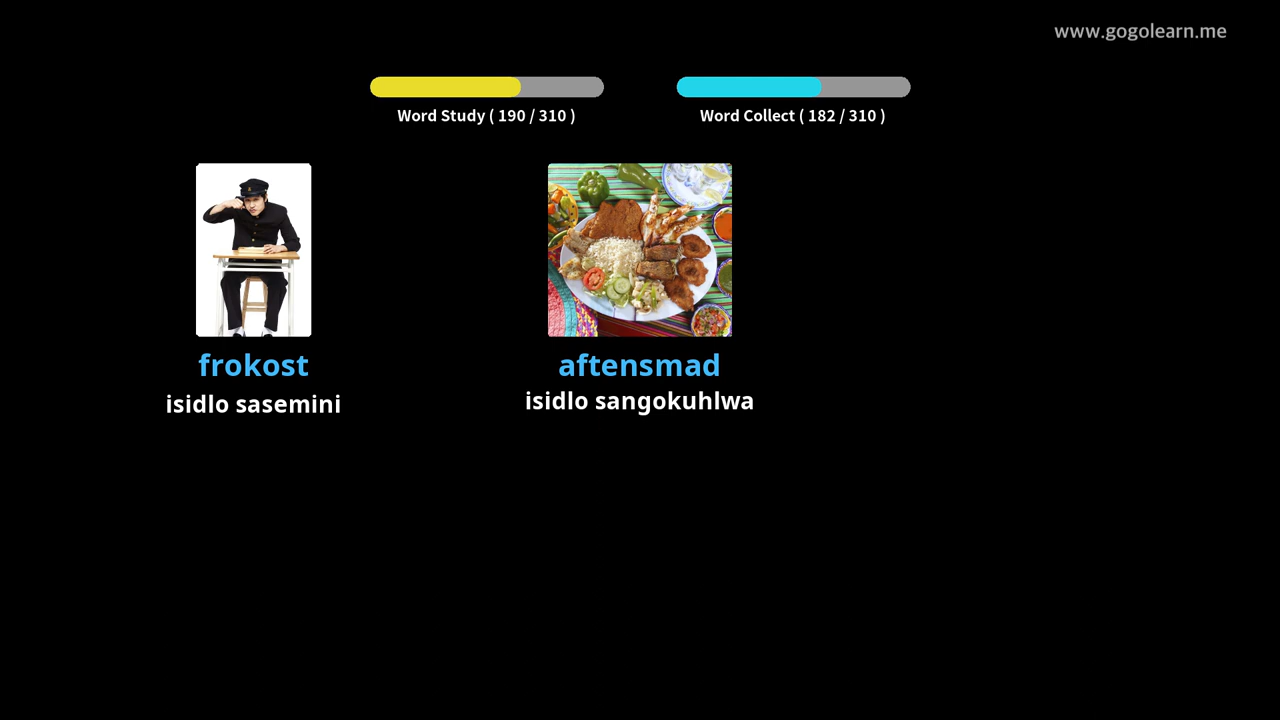 www.gogolearn.me
Word Study ( 190 / 310 )
Word Collect ( 182 / 310 )
frokost
isidlo sasemini
aftensmad
isidlo sangokuhlwa